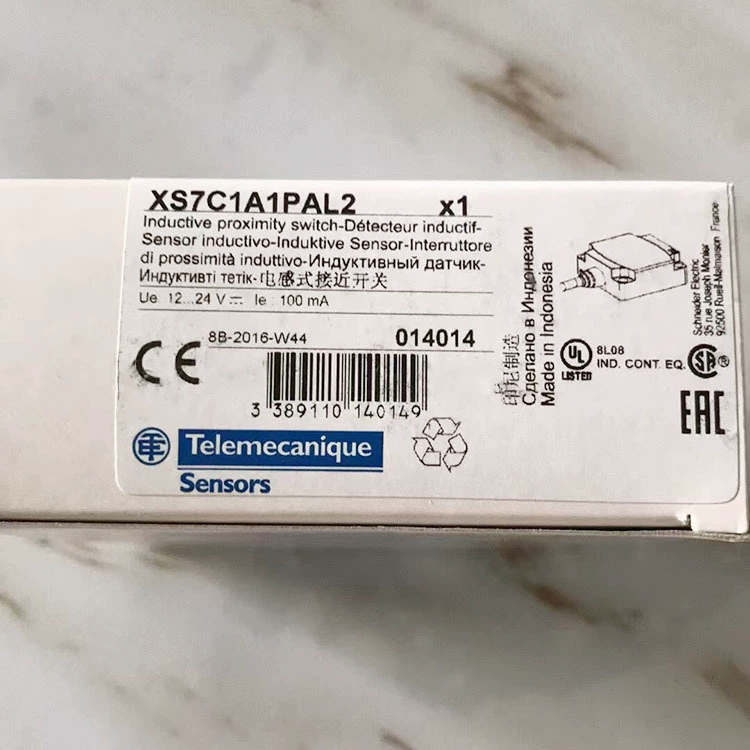 XS7C1A1PAL2 x1
Inductive proximity switch-Détecteur inductif-
Sensor inductivo-Induktive Sensor-Interruttore
di prossimità induttivo-Индуктивный датчик-
Индуктивті тетік-电感式接近开关
Ue 12...24 V Ie : 100 mA
8B-2016-W44 014014
CE
3 389110 140149
Telemecanique
Sensors
印尼制造
Сделано в Индонезии
Made in Indonesia
UL
LISTED
8L08
IND. CONT. EQ.
SA
EAC
Schneider Electric
35 rue Joseph Monier
92500 Rueil-Malmaison France